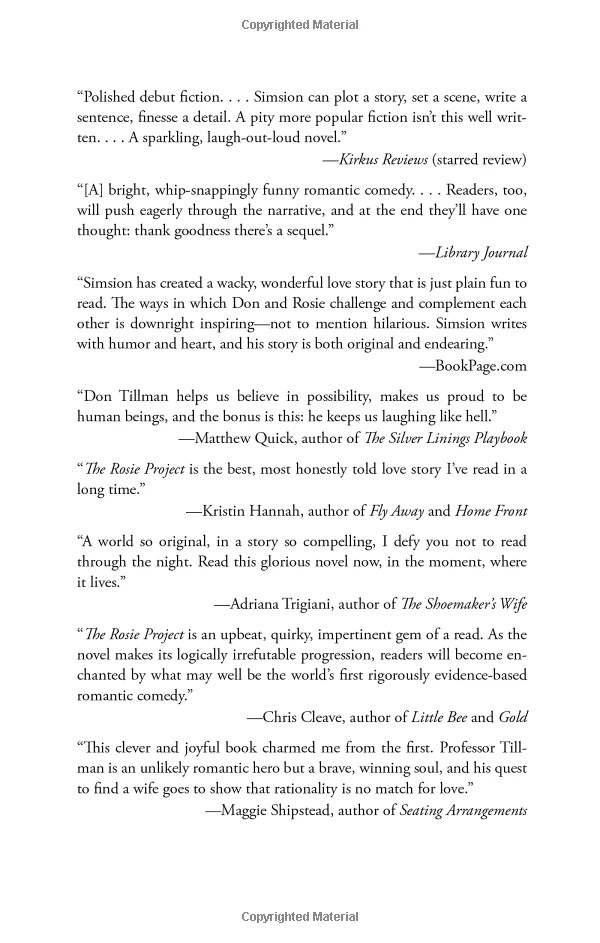 Copyrighted Material
“Polished debut fiction. . . . Simsion can plot a story, set a scene, write a
sentence, finesse a detail. A pity more popular fiction isn’t this well writ-
ten. . . . A sparkling, laugh-out-loud novel.”
—Kirkus Reviews (starred review)
“[A] bright, whip-snappingly funny romantic comedy. . . . Readers, too,
will push eagerly through the narrative, and at the end they’ll have one
thought: thank goodness there’s a sequel.”
—Library Journal
“Simsion has created a wacky, wonderful love story that is just plain fun to
read. The ways in which Don and Rosie challenge and complement each
other is downright inspiring—not to mention hilarious. Simsion writes
with humor and heart, and his story is both original and endearing.”
—BookPage.com
“Don Tillman helps us believe in possibility, makes us proud to be
human beings, and the bonus is this: he keeps us laughing like hell.”
—Matthew Quick, author of The Silver Linings Playbook
“The Rosie Project is the best, most honestly told love story I’ve read in a
long time.”
—Kristin Hannah, author of Fly Away and Home Front
“A world so original, in a story so compelling, I defy you not to read
through the night. Read this glorious novel now, in the moment, where
it lives.”
—Adriana Trigiani, author of The Shoemaker’s Wife
“The Rosie Project is an upbeat, quirky, impertinent gem of a read. As the
novel makes its logically irrefutable progression, readers will become en-
chanted by what may well be the world’s first rigorously evidence-based
romantic comedy.”
—Chris Cleave, author of Little Bee and Gold
“This clever and joyful book charmed me from the first. Professor Till-
man is an unlikely romantic hero but a brave, winning soul, and his quest
to find a wife goes to show that rationality is no match for love.”
—Maggie Shipstead, author of Seating Arrangements
Copyrighted Material